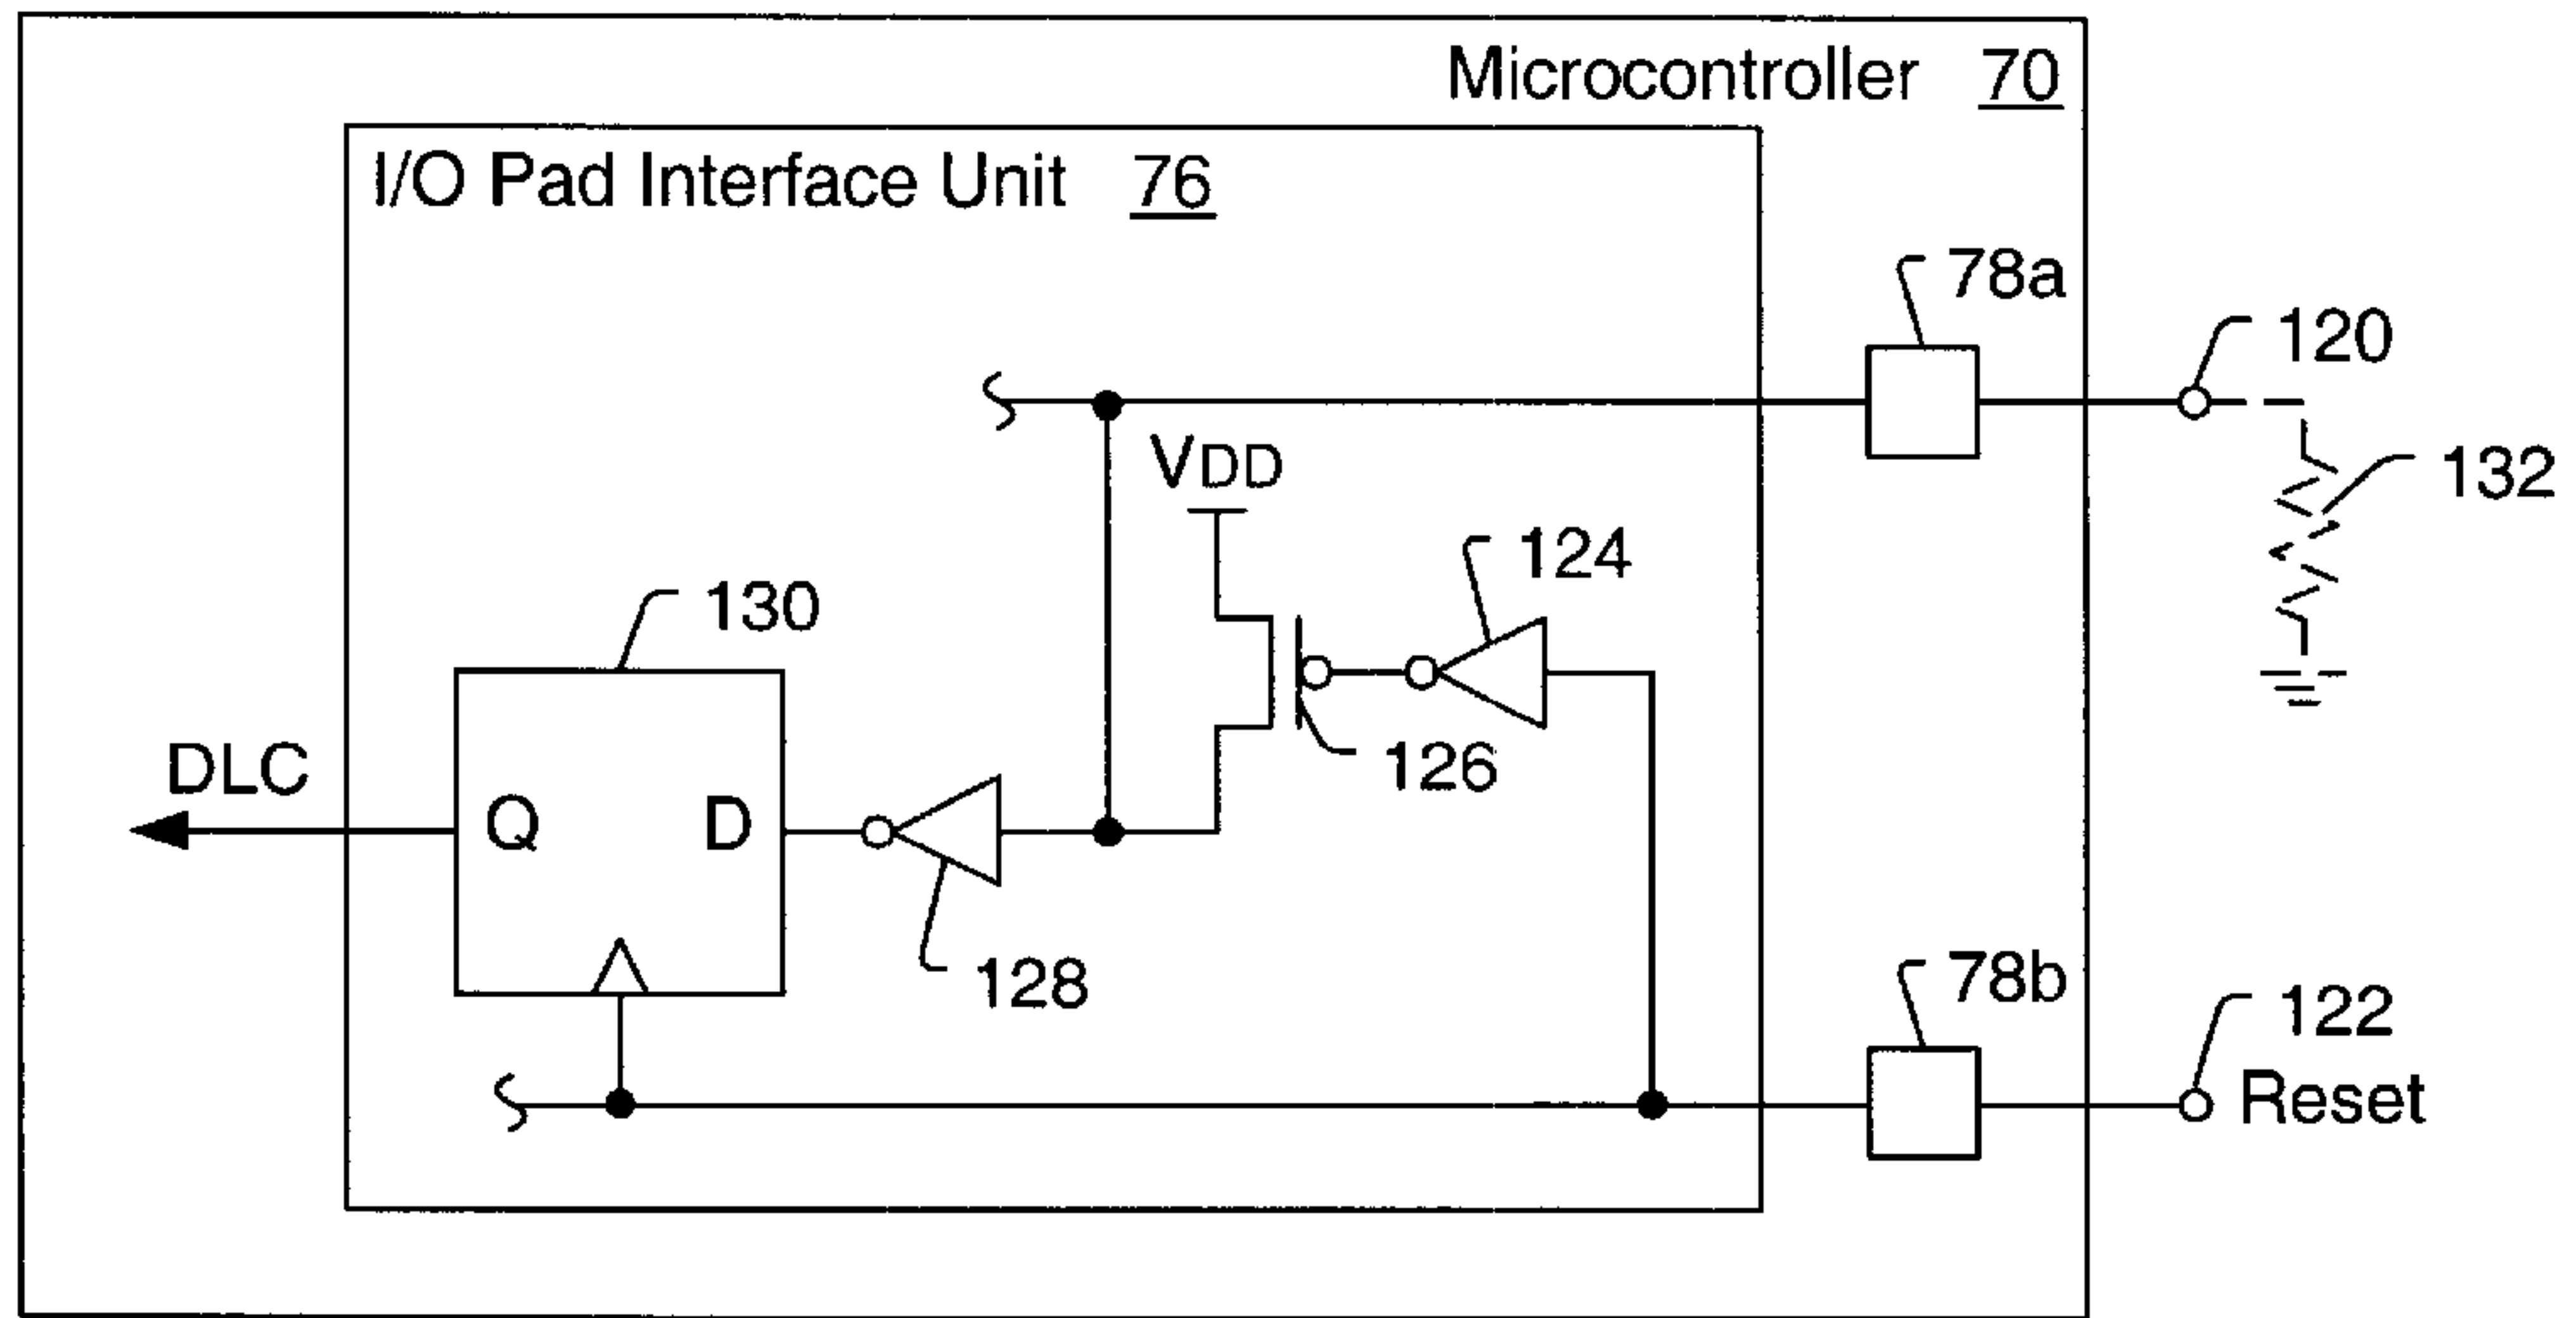 Microcontroller 70
I/O Pad Interface Unit 76
78a
120
VDD
132
124
130
126
DLC
Q
D
128
78b
122
Reset